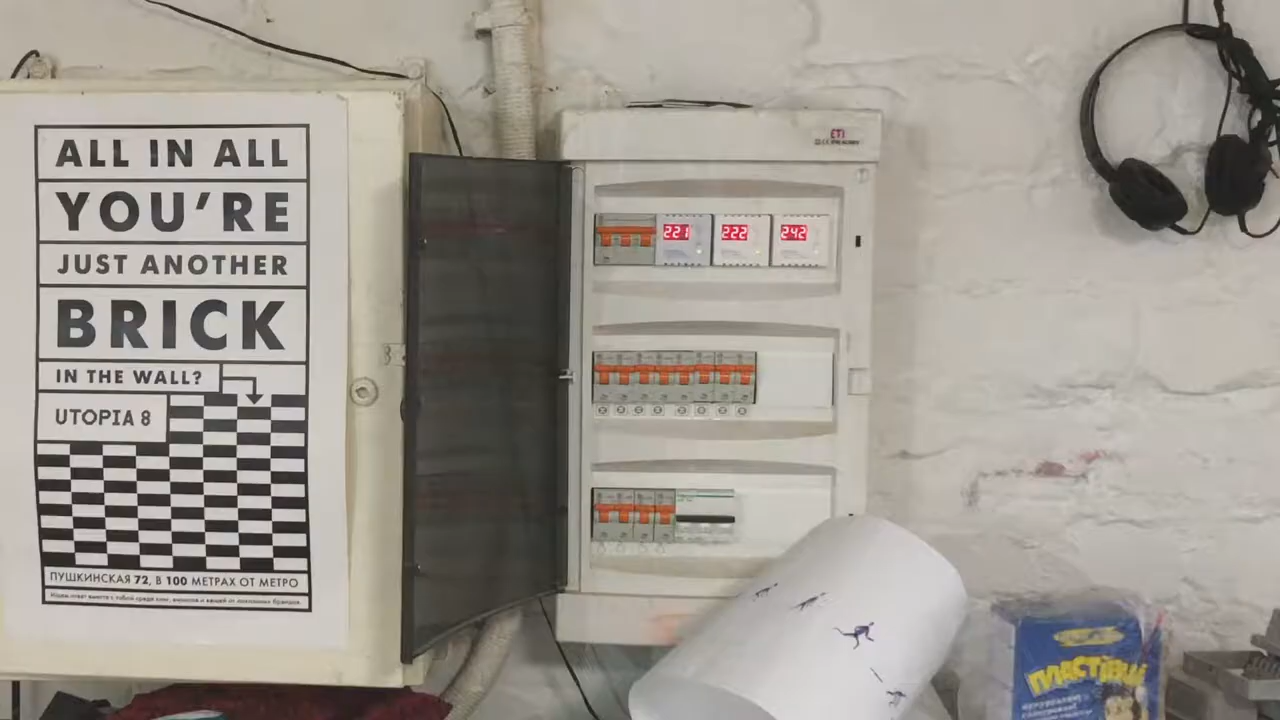 ALL IN ALL
YOU'RE
JUST ANOTHER
BRICK
IN THE WALL?
UTOPIA 8
ПУШКИНСКАЯ 72, В 100 МЕТРАХ ОТ МЕТРО
ETI
221
222
242
ПЛАСТИЛІН